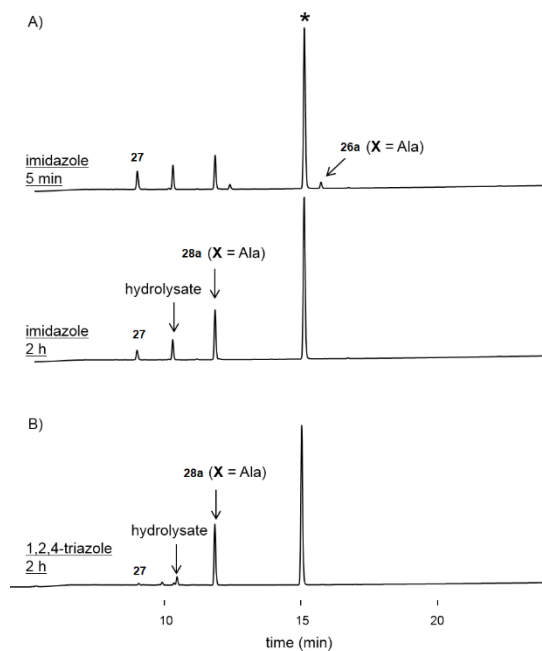 A)
*
27
26a (X = Ala)
imidazole
5 min
28a (X = Ala)
hydrolysate
imidazole
2 h
27
B)
28a (X = Ala)
hydrolysate
1,2,4-triazole
2 h
27
10 15 20
time (min)